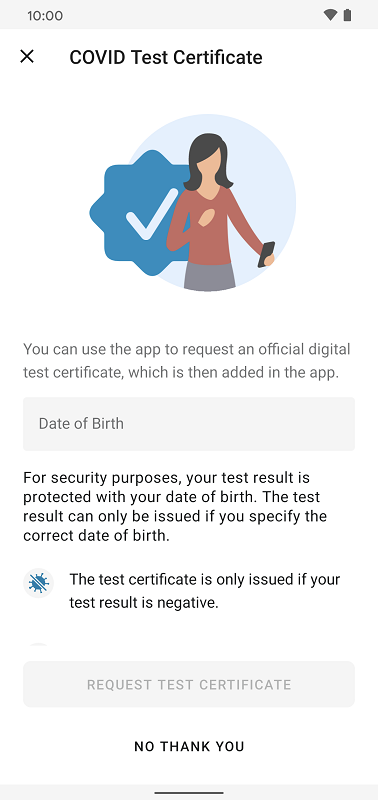 10:00
COVID Test Certificate
You can use the app to request an official digital
test certificate, which is then added in the app.
Date of Birth
For security purposes, your test result is
protected with your date of birth. The test
result can only be issued if you specify the
correct date of birth.
The test certificate is only issued if your
test result is negative.
REQUEST TEST CERTIFICATE
NO THANK YOU